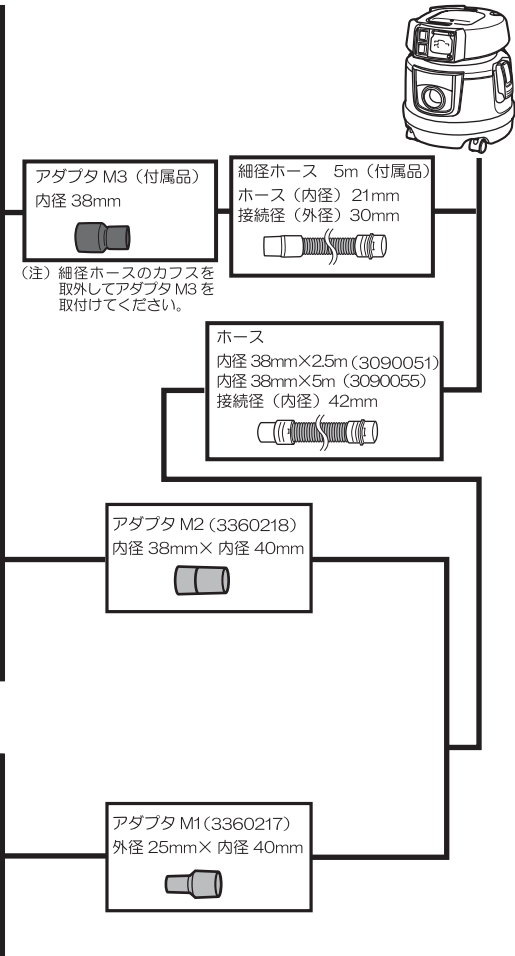 アダプタ M3（付属品）
内径 38mm
（注）細径ホースのカフスを
取外してアダプタ M3 を
取付けてください。
細径ホース　5m（付属品）
ホース（内径）21mm
接続径（外径）30mm
ホース
内径 38mm×2.5m（3090051）
内径 38mm×5m（3090055）
接続径（内径）42mm
アダプタ M2（3360218）
内径 38mm× 内径 40mm
アダプタ M1（3360217）
外径 25mm× 内径 40mm